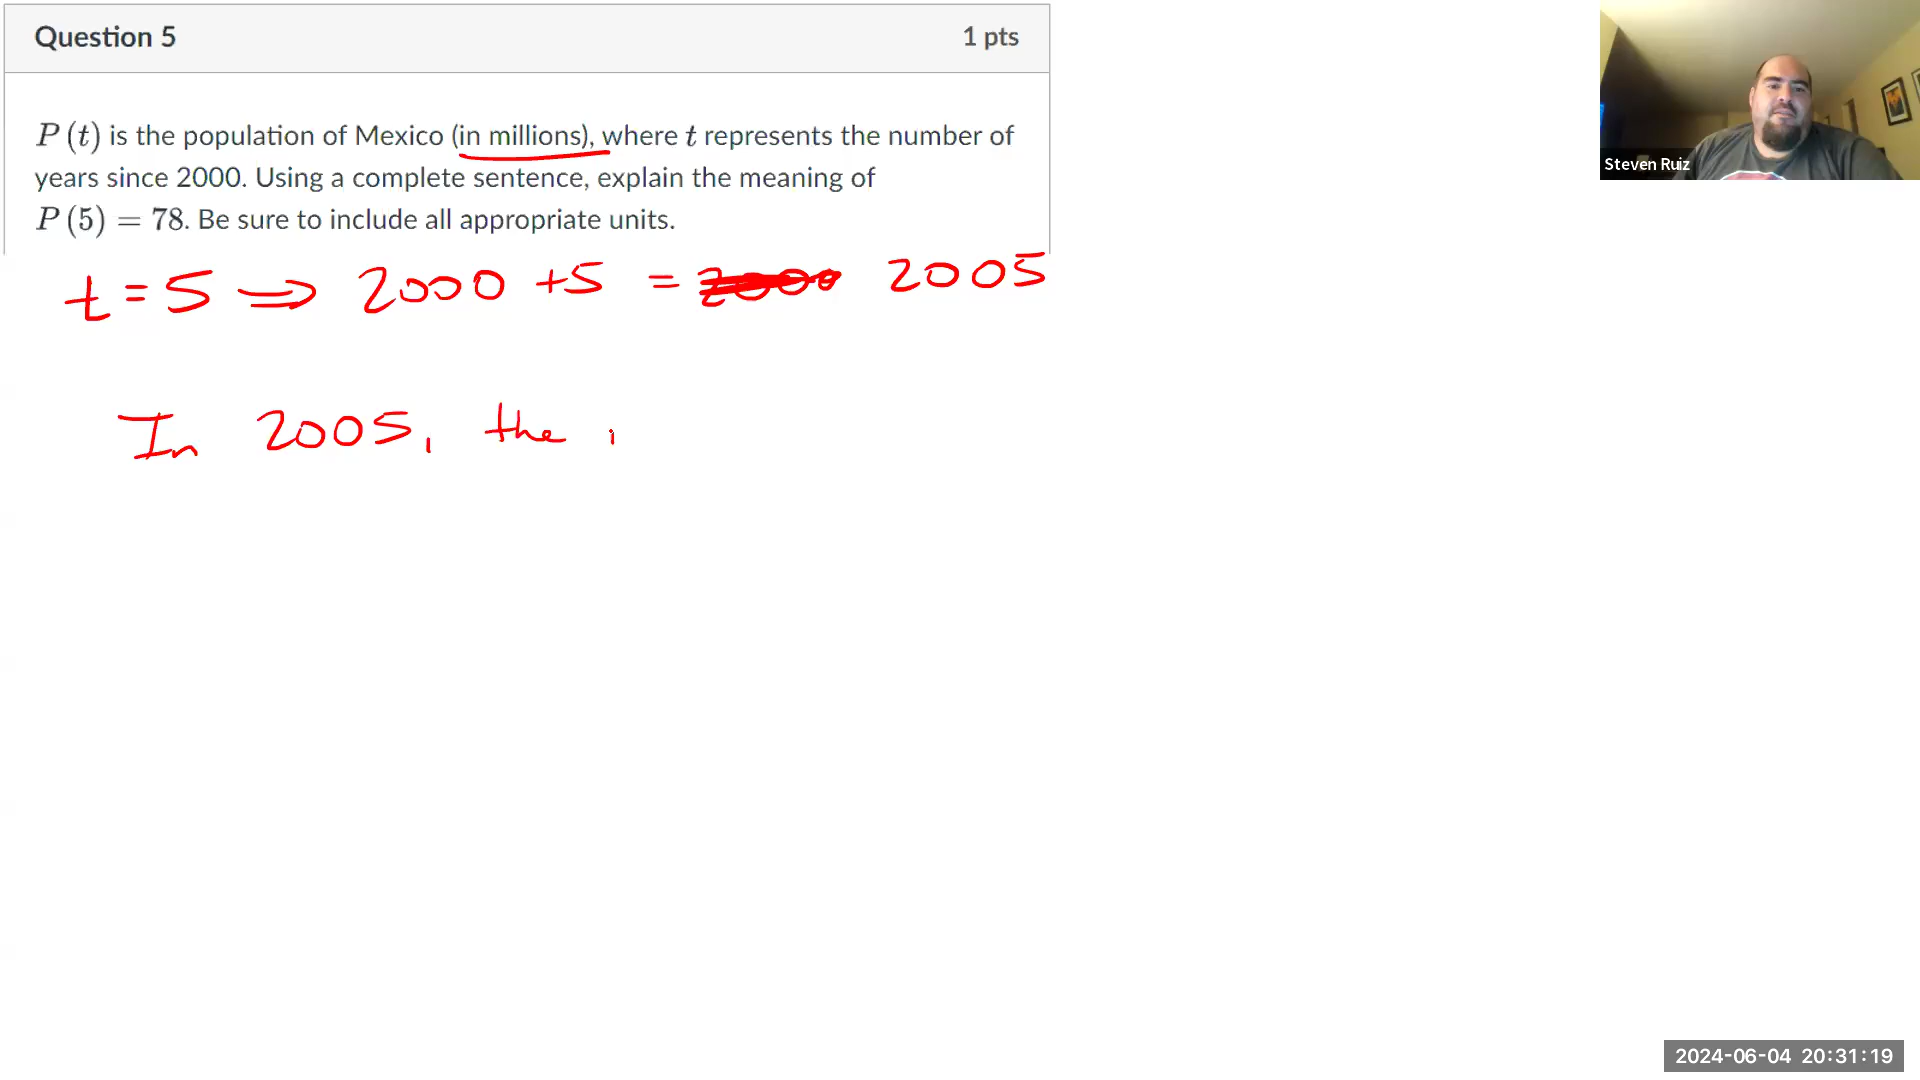 Question 5 1 pts
P(t) is the population of Mexico (in millions), where t represents the number of
years since 2000. Using a complete sentence, explain the meaning of
P(5) = 78. Be sure to include all appropriate units.
t = 5 ⇒ 2000 +5 = 2005
In 2005, the
Steven Ruiz
2024-06-04 20:31:19